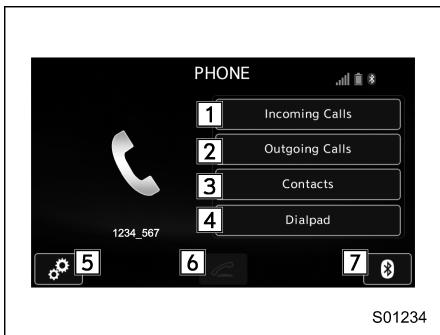 PHONE
1 Incoming Calls
2 Outgoing Calls
3 Contacts
4 Dialpad
1234_567
5 6 7
S01234